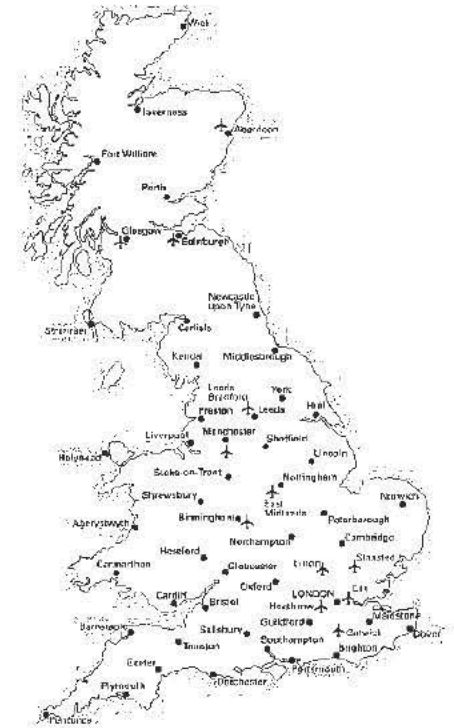 Wick
Inverness
Aberdeen
Fort William
Perth
Glasgow
Edinburgh
Newcastle
Upon Tyne
Stranraer
Carlisle
Kendal
Middlesbrough
Leeds
Bradford
York
Preston
Leeds
Hull
Liverpool
Manchester
Sheffield
Holyhead
Lincoln
Stoke-on-Trent
Nottingham
Shrewsbury
East
Midlands
Norwich
Aberystwyth
Birmingham
Peterborough
Northampton
Cambridge
Hereford
Luton
Stansted
Carmarthen
Gloucester
Oxford
Cardiff
LONDON
Bristol
Heathrow
Maidstone
Barnstaple
Guildford
Gatwick
Dover
Salisbury
Taunton
Southampton
Brighton
Exeter
Portsmouth
Plymouth
Dorchester
Penzance